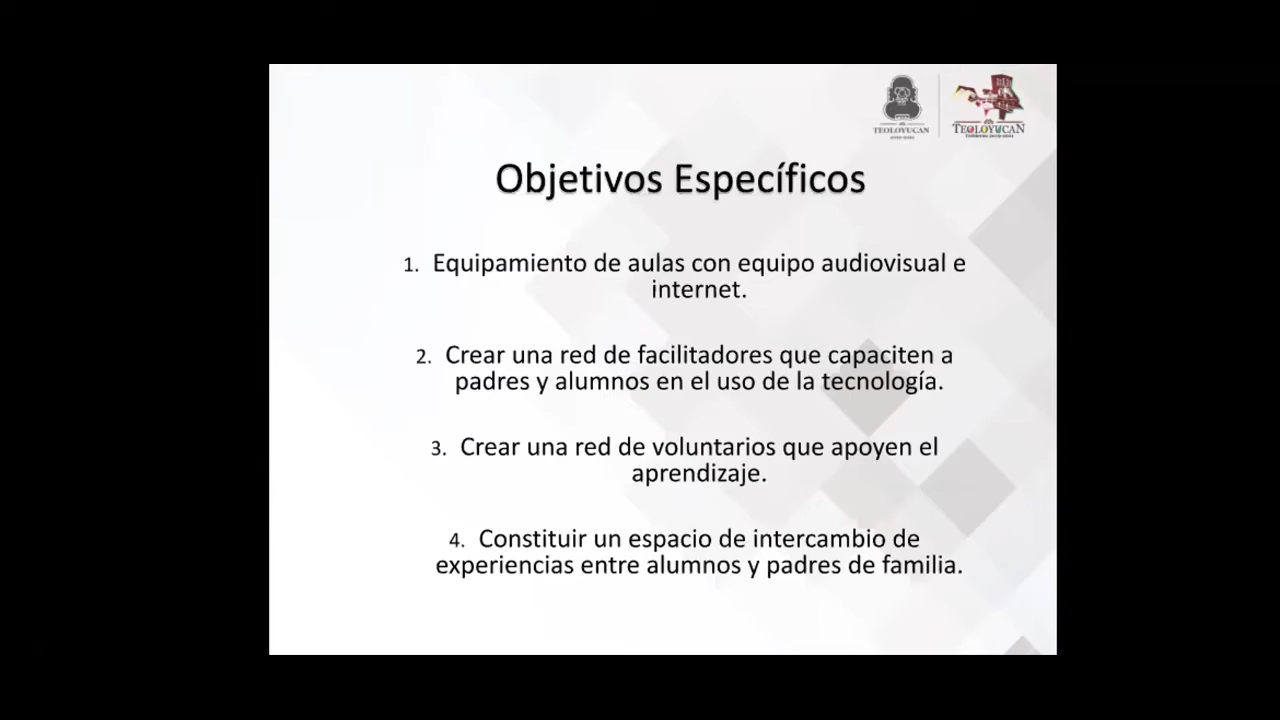 TEOLOYUCAN
TEOLOYUCAN
Objetivos Específicos
1. Equipamiento de aulas con equipo audiovisual e
internet.
2. Crear una red de facilitadores que capaciten a
padres y alumnos en el uso de la tecnología.
3. Crear una red de voluntarios que apoyen el
aprendizaje.
4. Constituir un espacio de intercambio de
experiencias entre alumnos y padres de familia.